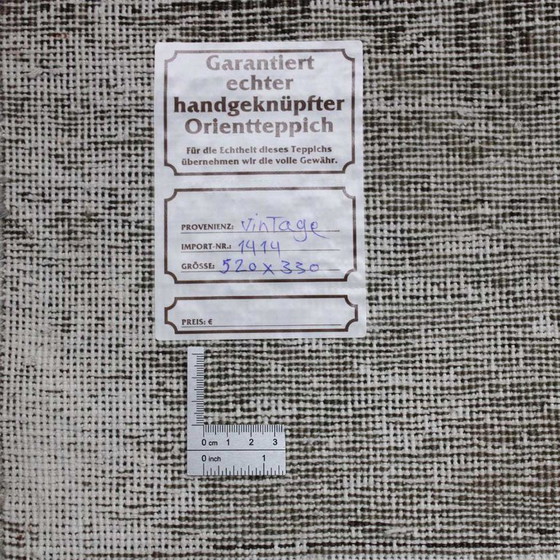 Garantiert
echter
handgeknüpfter
Orientteppich
Für die Echtheit dieses Teppichs
übernehmen wir die volle Gewähr.
PROVENIENZ: vinTage
IMPORT-NR.: 1414
GRÖSSE: 520 x 330
PREIS: €
0 cm 1 2 3
0 inch 1